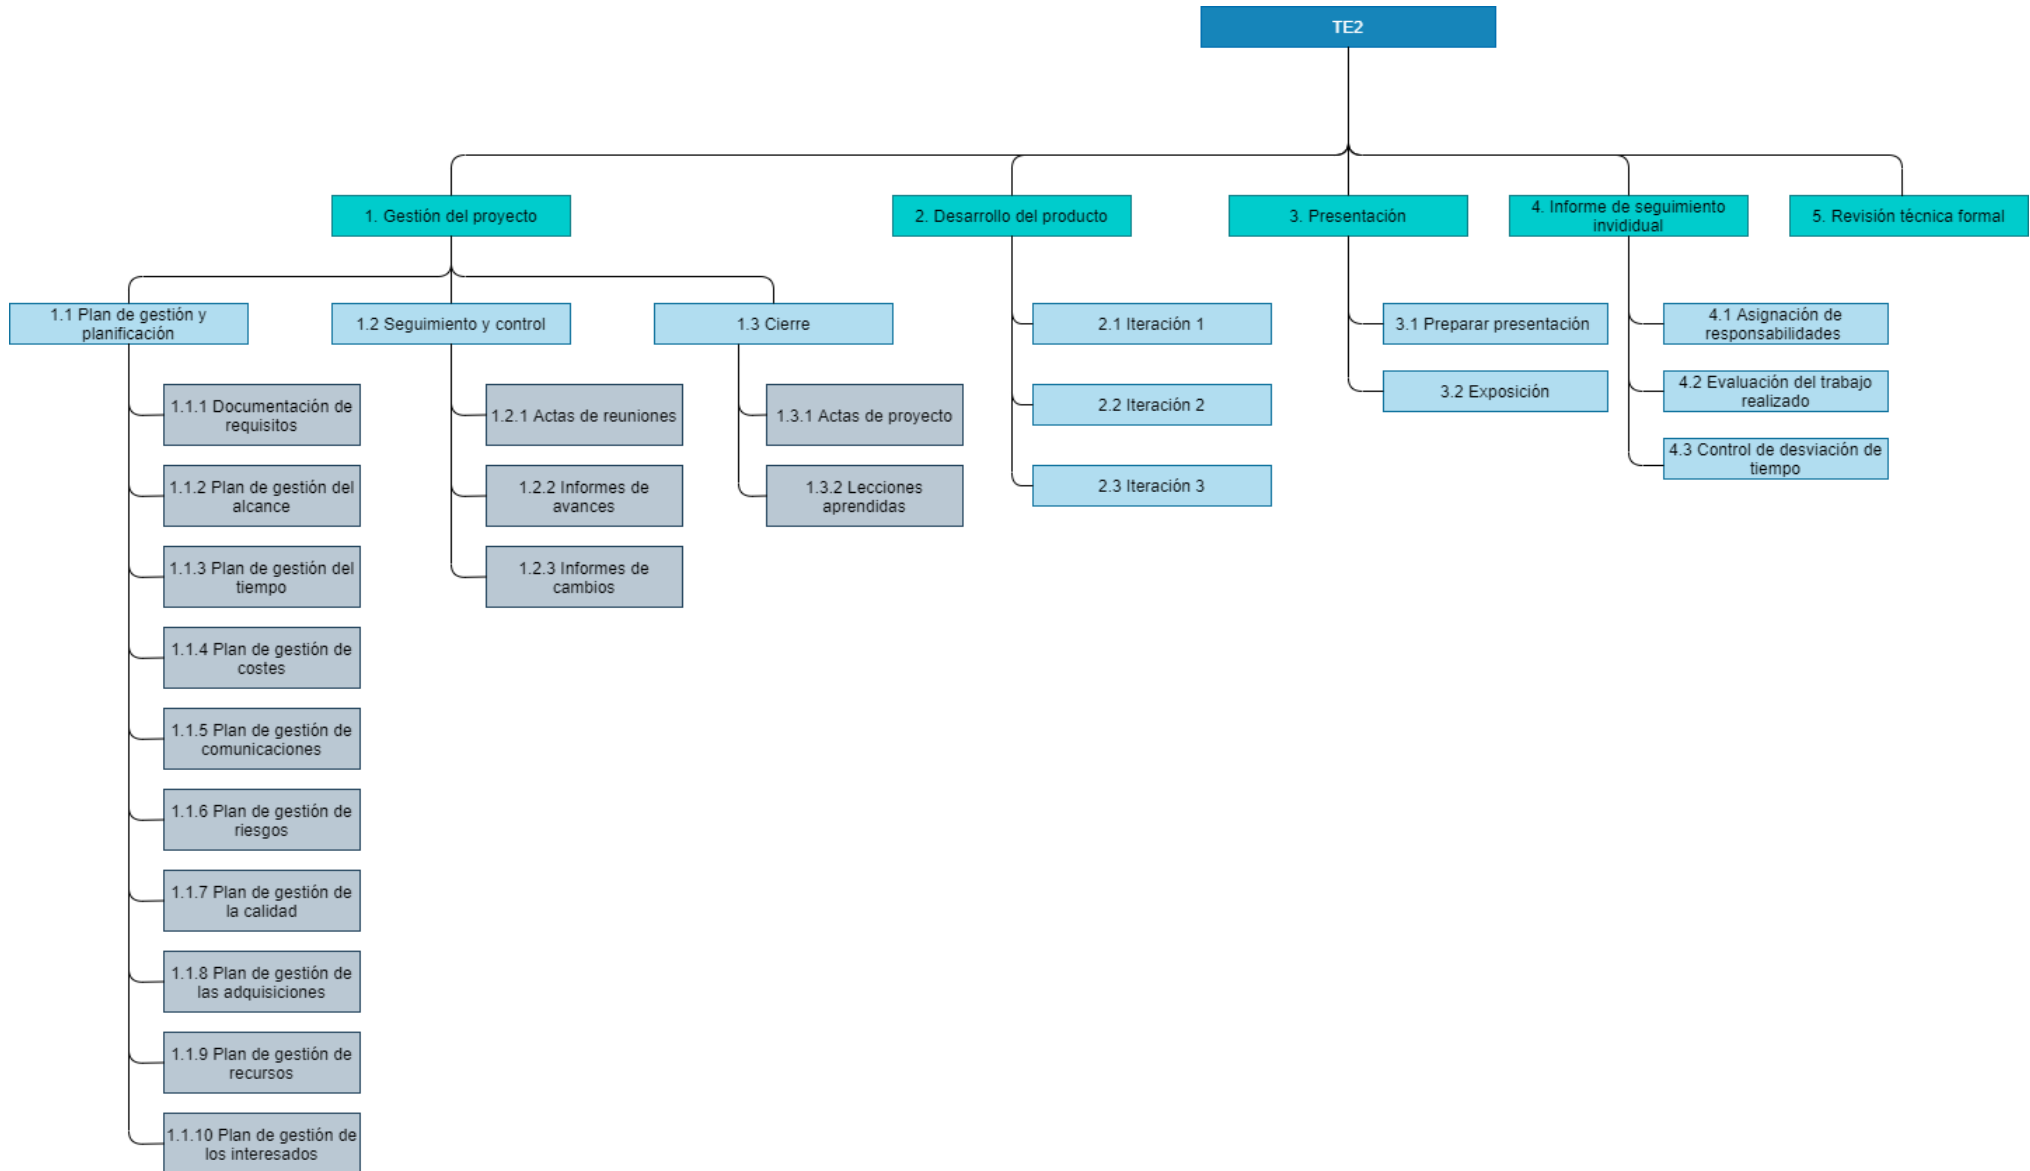 TE2
1. Gestión del proyecto
2. Desarrollo del producto
3. Presentación
4. Informe de seguimiento
invididual
5. Revisión técnica formal
1.1 Plan de gestión y
planificación
1.2 Seguimiento y control
1.3 Cierre
2.1 Iteración 1
3.1 Preparar presentación
4.1 Asignación de
responsabilidades
1.1.1 Documentación de
requisitos
1.2.1 Actas de reuniones
1.3.1 Actas de proyecto
2.2 Iteración 2
3.2 Exposición
4.2 Evaluación del trabajo
realizado
1.1.2 Plan de gestión del
alcance
1.2.2 Informes de
avances
1.3.2 Lecciones
aprendidas
2.3 Iteración 3
4.3 Control de desviación de
tiempo
1.1.3 Plan de gestión del
tiempo
1.2.3 Informes de
cambios
1.1.4 Plan de gestión de
costes
1.1.5 Plan de gestión de
comunicaciones
1.1.6 Plan de gestión de
riesgos
1.1.7 Plan de gestión de
la calidad
1.1.8 Plan de gestión de
las adquisiciones
1.1.9 Plan de gestión de
recursos
1.1.10 Plan de gestión de
los interesados